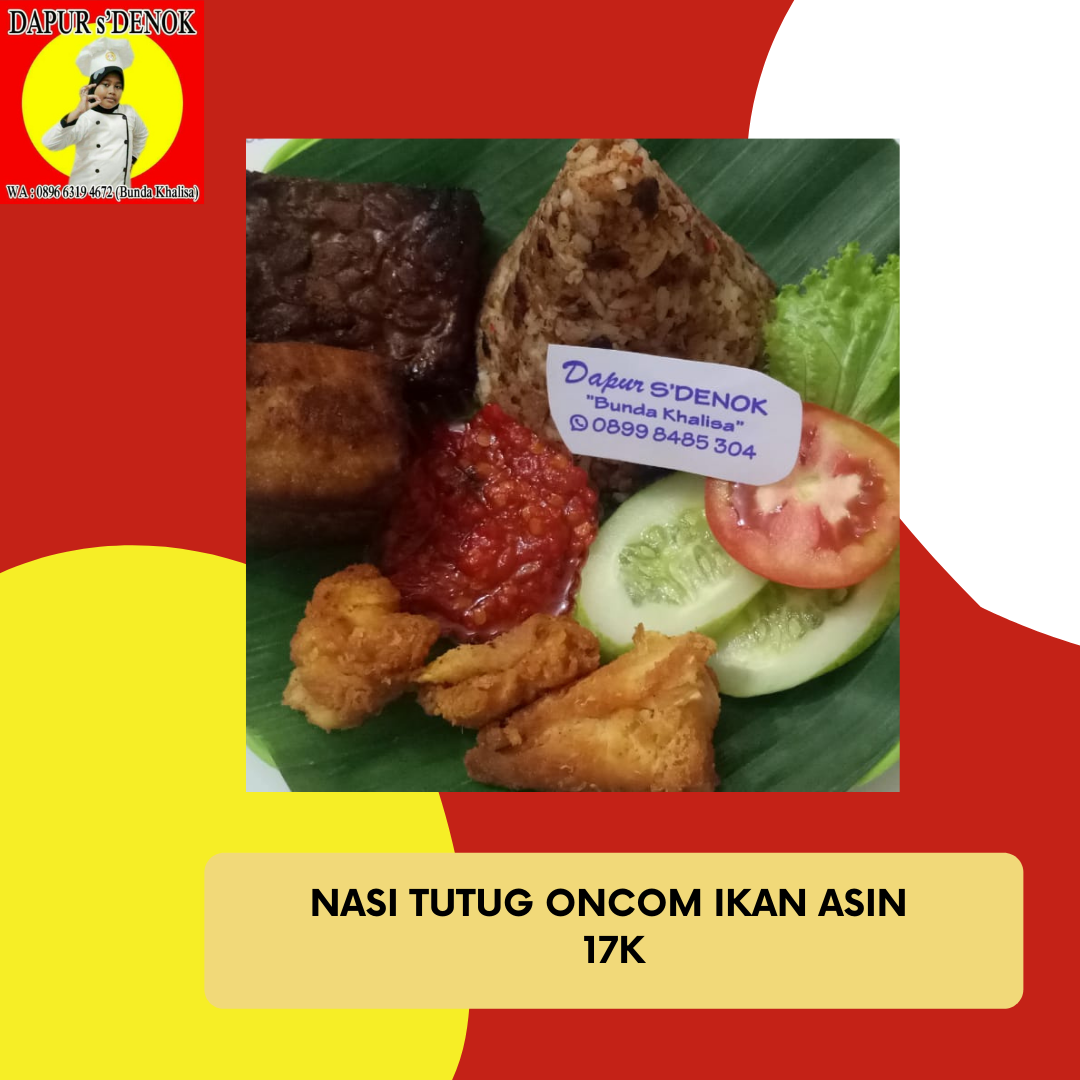 DAPUR s'DENOK
WA : 0896 6319 4672 (Bunda Khalisa)
Dapur S'DENOK
"Bunda Khalisa"
0899 8485 304
NASI TUTUG ONCOM IKAN ASIN
17K